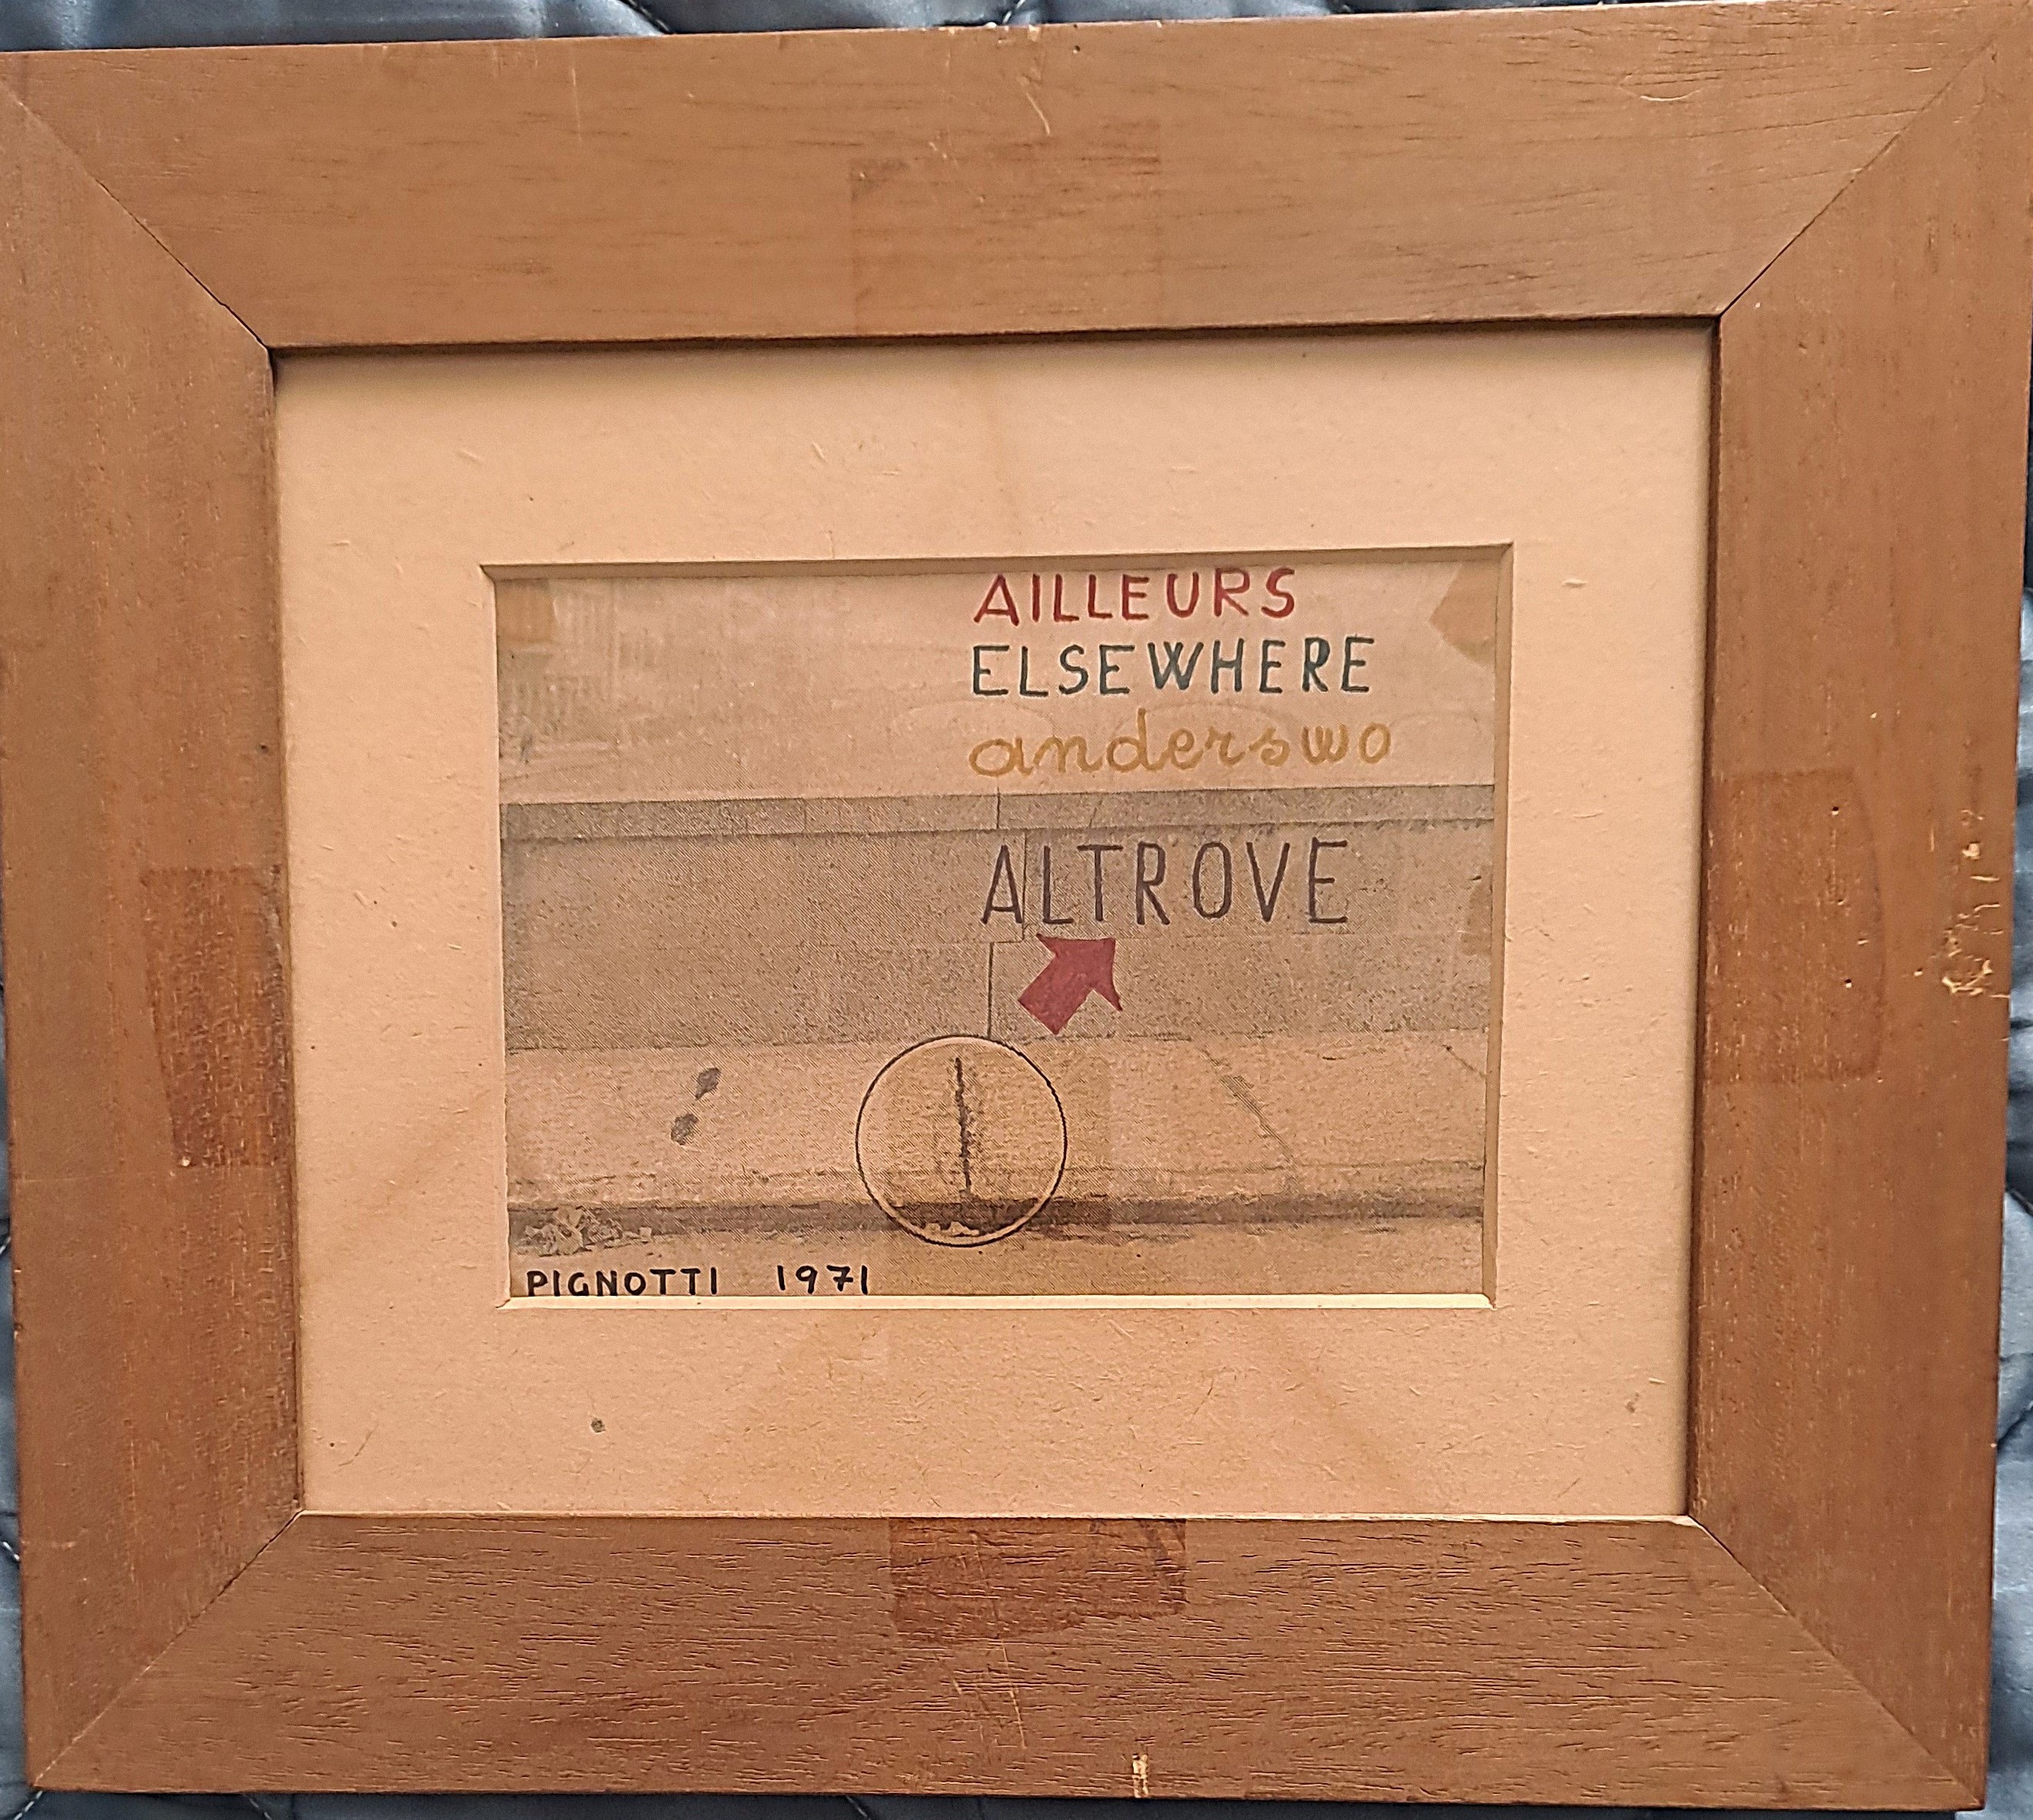 AILLEURS
ELSEWHERE
anderswo
ALTROVE
PIGNOTTI 1971